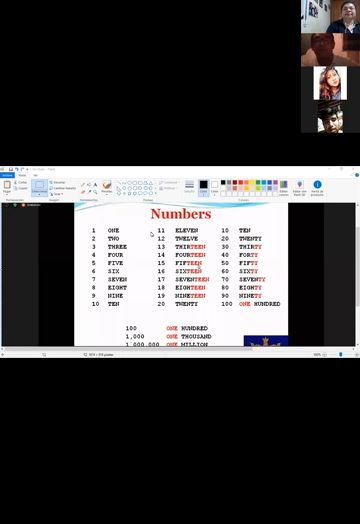 Numbers
1 ONE 11 ELEVEN 10 TEN
2 TWO 12 TWELVE 20 TWENTY
3 THREE 13 THIRTEEN 30 THIRTY
4 FOUR 14 FOURTEEN 40 FORTY
5 FIVE 15 FIFTEEN 50 FIFTY
6 SIX 16 SIXTEEN 60 SIXTY
7 SEVEN 17 SEVENTEEN 70 SEVENTY
8 EIGHT 18 EIGHTEEN 80 EIGHTY
9 NINE 19 NINETEEN 90 NINETY
10 TEN 20 TWENTY 100 ONE HUNDRED
100 ONE HUNDRED
1,000 ONE THOUSAND
1 000,000 ONE MILLION